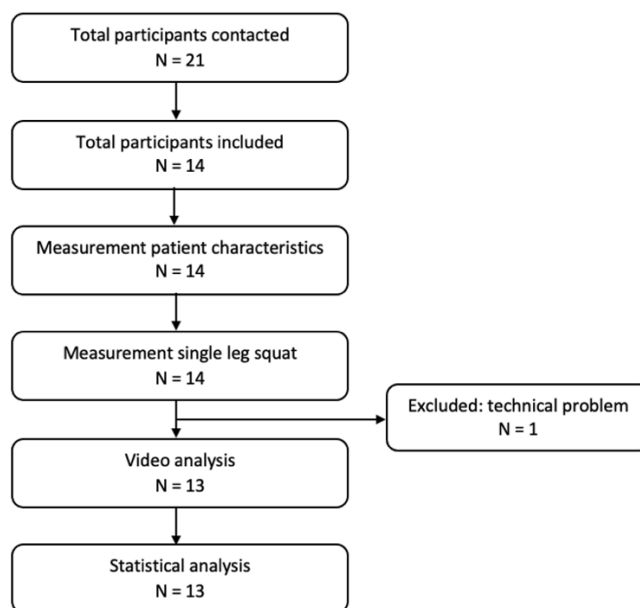 Total participants contacted
N = 21
Total participants included
N = 14
Measurement patient characteristics
N = 14
Measurement single leg squat
N = 14
Excluded: technical problem
N = 1
Video analysis
N = 13
Statistical analysis
N = 13